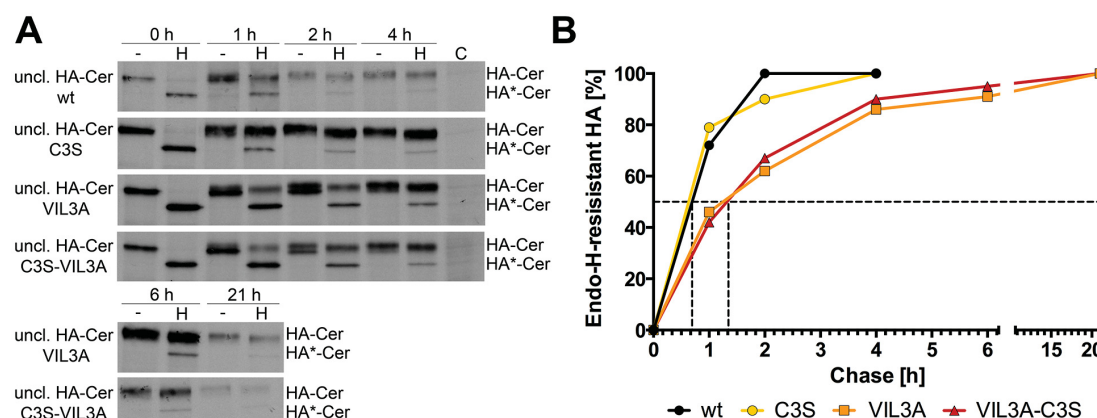 A
0 h 1 h 2 h 4 h
- H - H - H - H C
uncl. HA-Cer HA-Cer
wt HA*-Cer
uncl. HA-Cer HA-Cer
C3S HA*-Cer
uncl. HA-Cer HA-Cer
VIL3A HA*-Cer
uncl. HA-Cer HA-Cer
C3S-VIL3A HA*-Cer
6 h 21 h
- H - H
uncl. HA-Cer HA-Cer
VIL3A HA*-Cer
uncl. HA-Cer HA-Cer
C3S-VIL3A HA*-Cer
B
Endo-H-resisistant HA [%]
100
80
60
40
20
0
0 1 2 3 4 5 6 15 20
Chase [h]
wt C3S VIL3A VIL3A-C3S